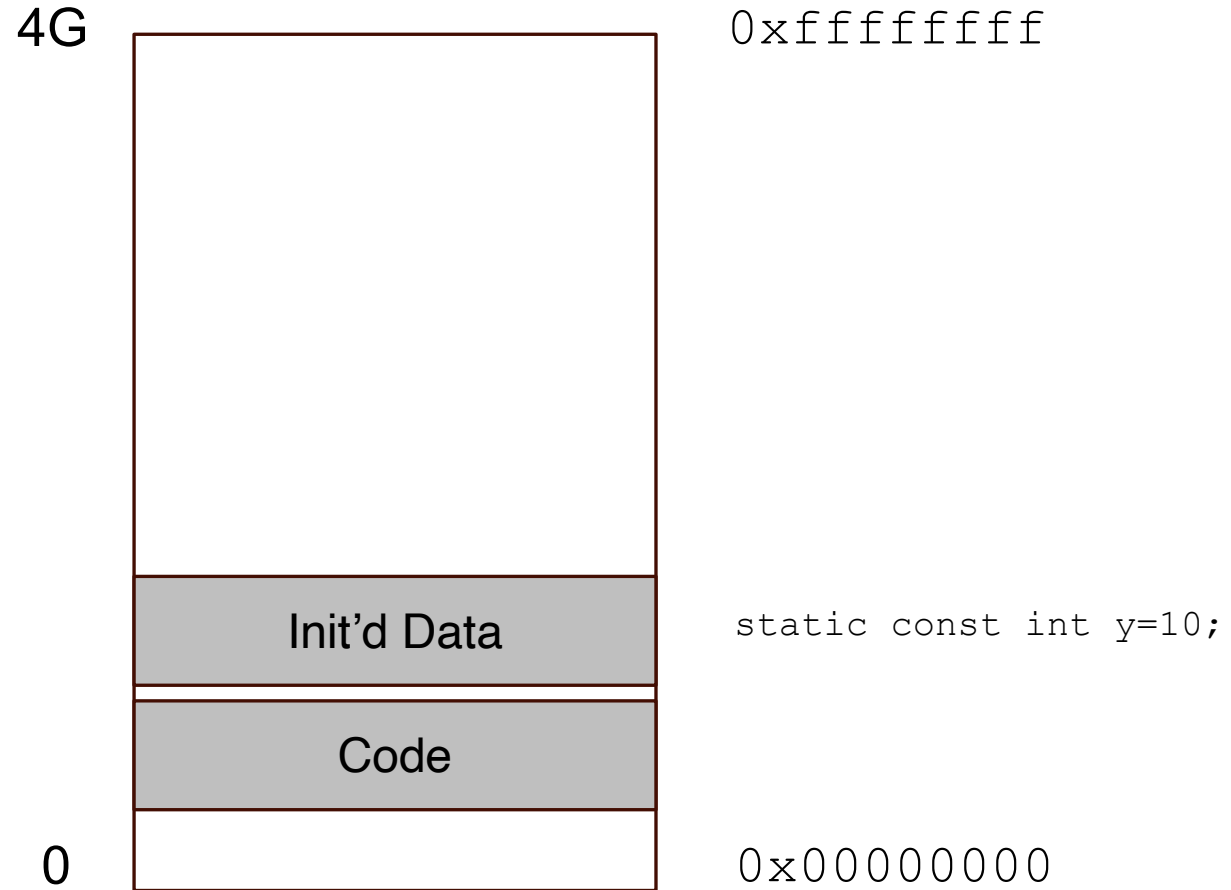 4G 0xffffffff
Init’d Data static const int y=10;
Code
0 0x00000000